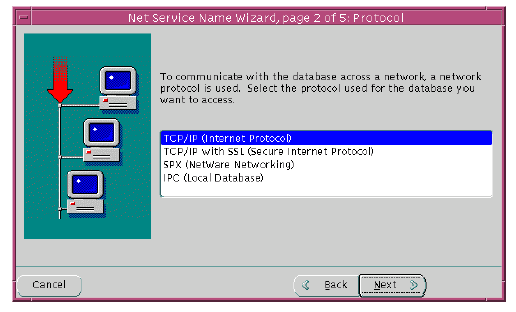 Net Service Name Wizard, page 2 of 5: Protocol
To communicate with the database across a network, a network
protocol is used. Select the protocol used for the database you
want to access.
TCP/IP (Internet Protocol)
TCP/IP with SSL (Secure Internet Protocol)
SPX (NetWare Networking)
IPC (Local Database)
Cancel
Back
Next